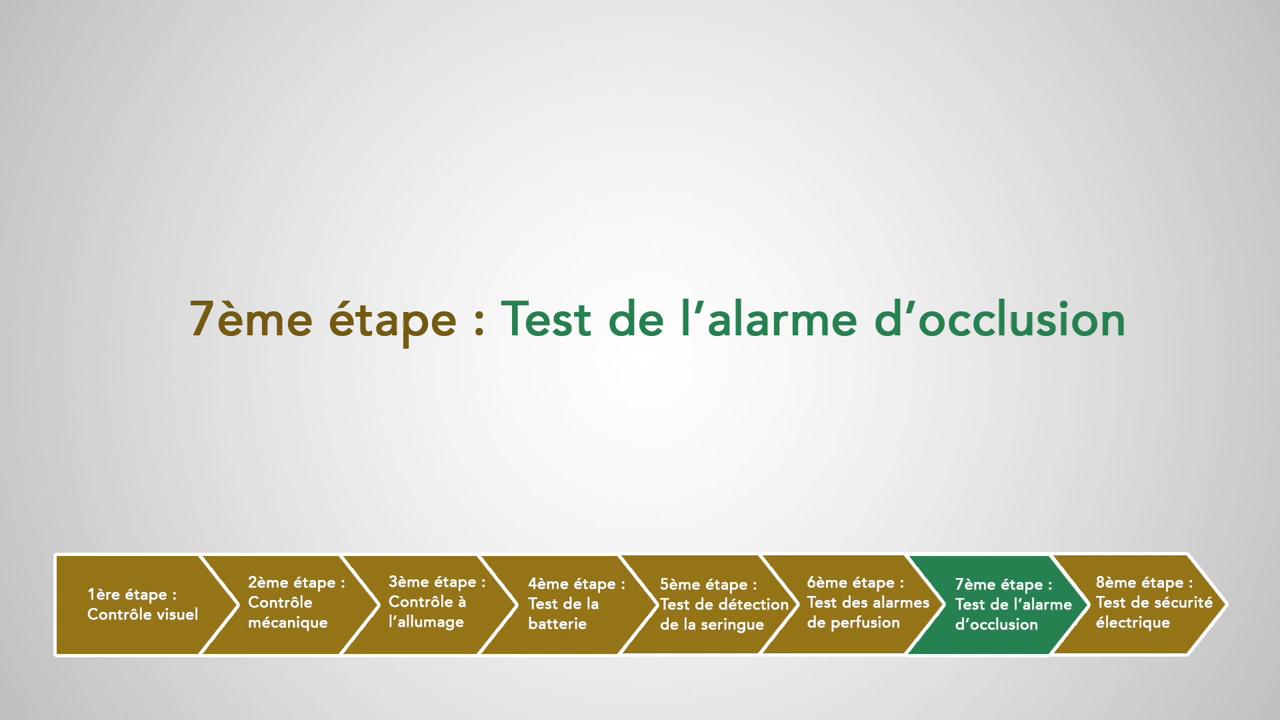 7ème étape : Test de l’alarme d’occlusion
1ère étape :
Contrôle visuel
2ème étape :
Contrôle
mécanique
3ème étape :
Contrôle à
l’allumage
4ème étape :
Test de la
batterie
5ème étape :
Test de détection
de la seringue
6ème étape :
Test des alarmes
de perfusion
7ème étape :
Test de l’alarme
d’occlusion
8ème étape :
Test de sécurité
électrique